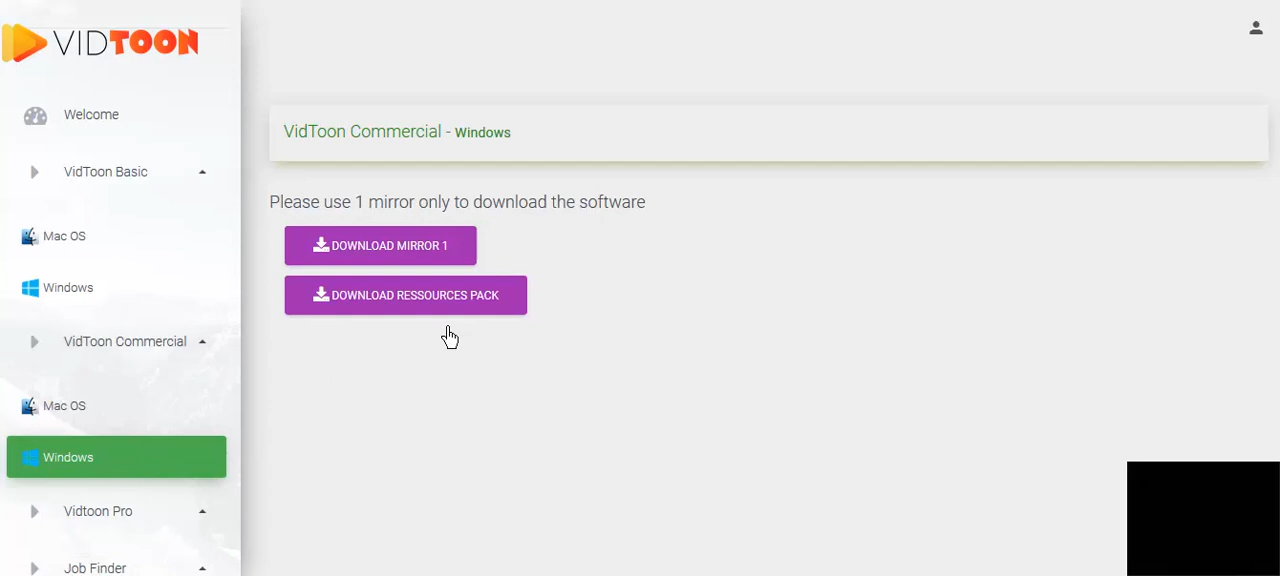 VIDTOON
Welcome
VidToon Basic
Mac OS
Windows
VidToon Commercial
Mac OS
Windows
Vidtoon Pro
Job Finder
VidToon Commercial - Windows
Please use 1 mirror only to download the software
DOWNLOAD MIRROR 1
DOWNLOAD RESSOURCES PACK